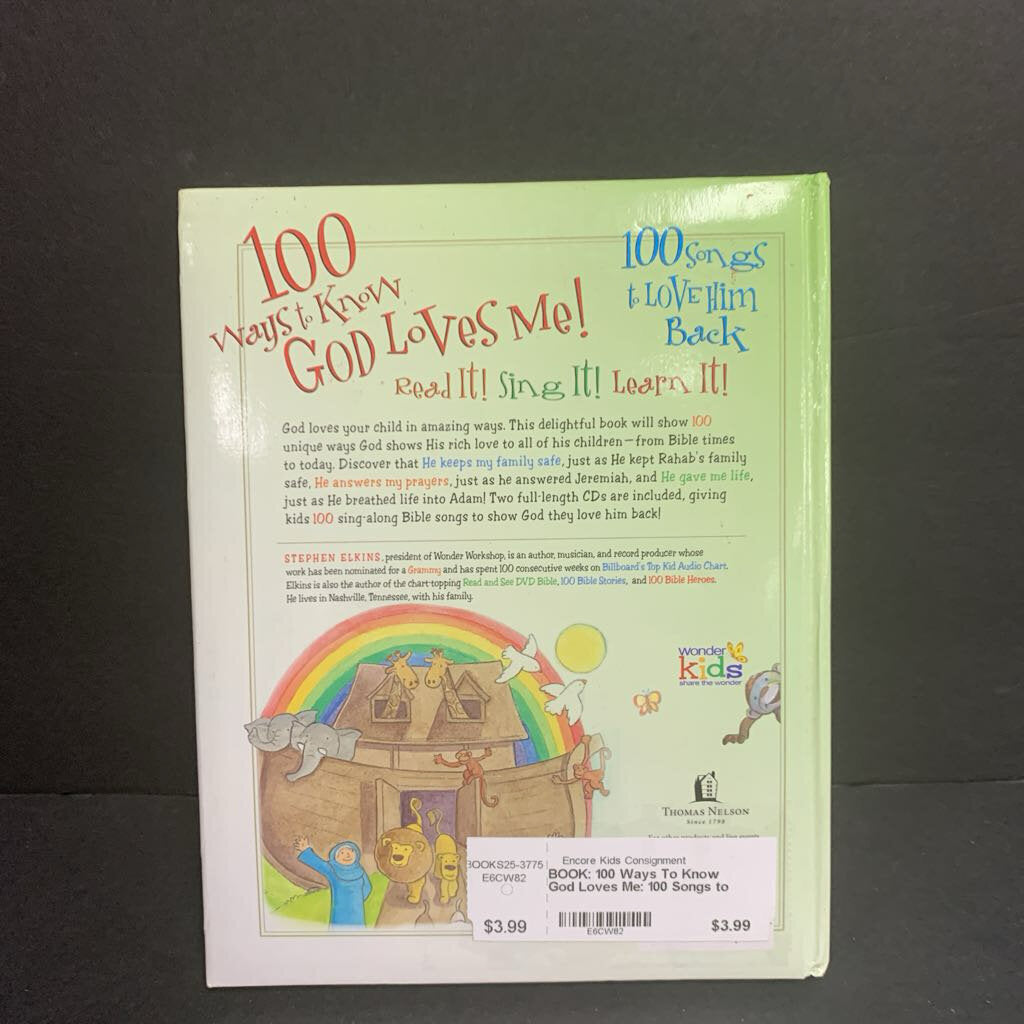 100
Ways to Know
GOD LOVES Me!
100 Songs
to LOVE Him
Back
Read It! Sing It! Learn It!
God loves your child in amazing ways. This delightful book will show 100
unique ways God shows His rich love to all of his children—from Bible times
to today. Discover that He keeps my family safe, just as He kept Rahab's family
safe, He answers my prayers, just as he answered Jeremiah, and He gave me life,
just as He breathed life into Adam! Two full-length CDs are included, giving
kids 100 sing-along Bible songs to show God they love him back!
STEPHEN ELKINS, president of Wonder Workshop, is an author, musician, and record producer whose
work has been nominated for a Grammy and has spent 100 consecutive weeks on Billboard's Top Kid Audio Chart.
Elkins is also the author of the chart-topping Read and See DVD Bible, 100 Bible Stories, and 100 Bible Heroes.
He lives in Nashville, Tennessee, with his family.
wonder
kids
share the wonder
THOMAS NELSON
Since 1798
For other products and live events
BOOKS25-3775
E6CW82
$3.99
Encore Kids Consignment
BOOK: 100 Ways To Know
God Loves Me: 100 Songs to
E6CW82
$3.99